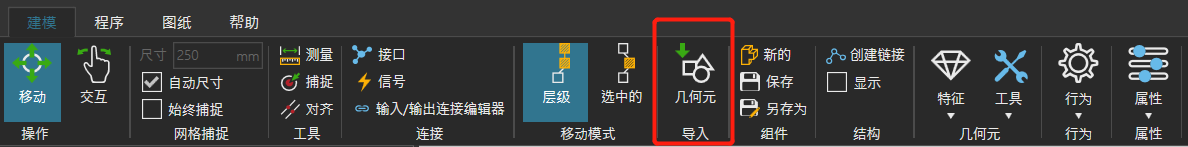 建模 程序 图纸 帮助
移动
交互
操作
尺寸 250 mm
自动尺寸
始终捕捉
网格捕捉
测量
捕捉
对齐
工具
接口
信号
输入/输出连接编辑器
连接
层级
选中的
移动模式
几何元
导入
新的
保存
另存为
组件
创建链接
显示
结构
特征
工具
几何元
行为
行为
属性
属性